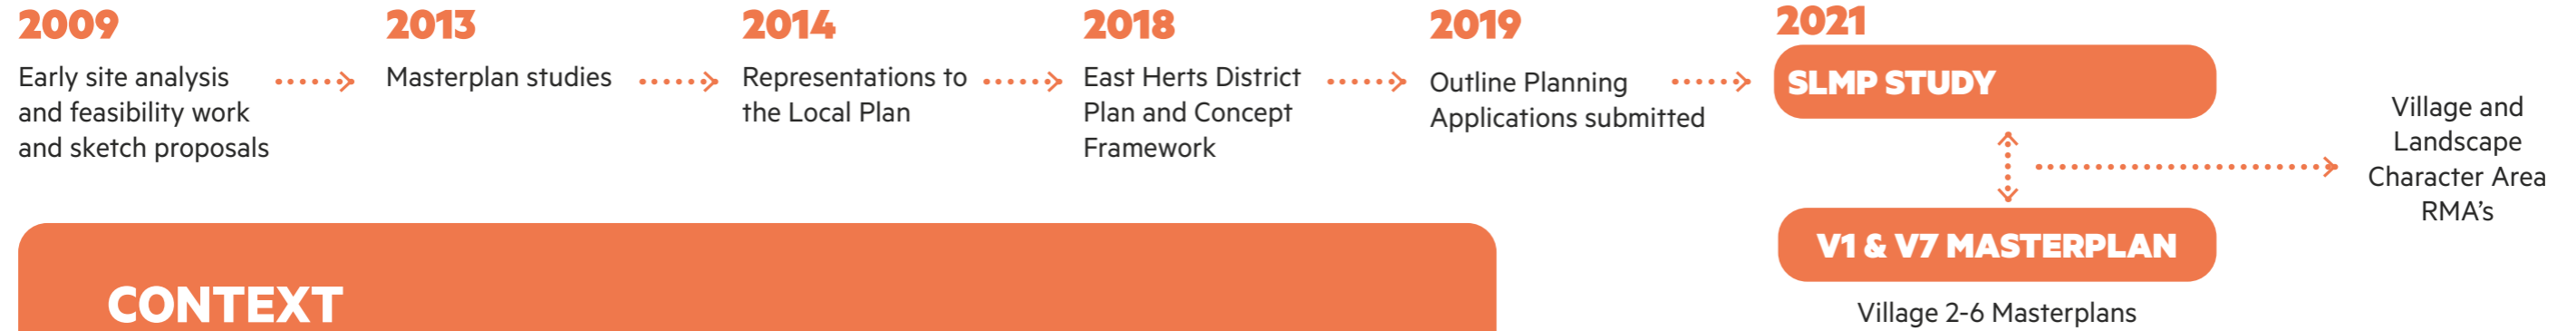 2009
Early site analysis
and feasibility work
and sketch proposals
2013
Masterplan studies
2014
Representations to
the Local Plan
2018
East Herts District
Plan and Concept
Framework
2019
Outline Planning
Applications submitted
2021
SLMP STUDY
V1 & V7 MASTERPLAN
Village 2-6 Masterplans
Village and
Landscape
Character Area
RMA’s
CONTEXT